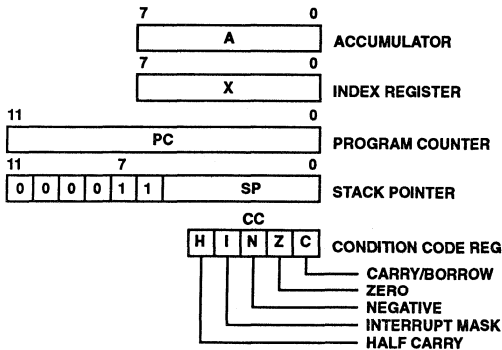 7 0
A ACCUMULATOR
7 0
X INDEX REGISTER
11 0
PC PROGRAM COUNTER
11 7 0
0 0 0 0 1 1 SP STACK POINTER
CC
H I N Z C CONDITION CODE REG
CARRY/BORROW
ZERO
NEGATIVE
INTERRUPT MASK
HALF CARRY